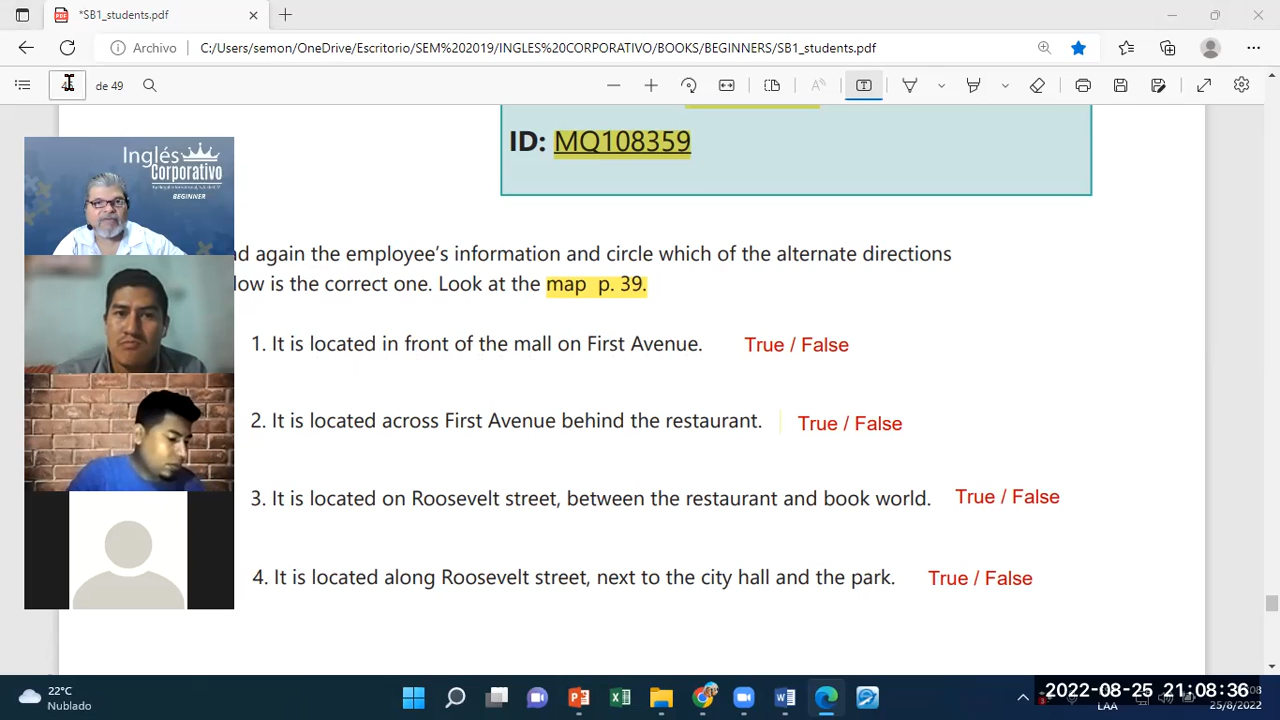 *SB1_students.pdf
Archivo
C:/Users/semon/OneDrive/Escritorio/SEM%202019/INGLES%20CORPORATIVO/BOOKS/BEGINNERS/SB1_students.pdf
de 49
ID: MQ108359
Inglés
Corporativo
BEGINNER
again the employee's information and circle which of the alternate directions
is the correct one. Look at the map p. 39.
1. It is located in front of the mall on First Avenue. True / False
2. It is located across First Avenue behind the restaurant. True / False
3. It is located on Roosevelt street, between the restaurant and book world. True / False
4. It is located along Roosevelt street, next to the city hall and the park. True / False
22°C
Nublado
LAA
2022-08-25 21:08:36
25/8/2022